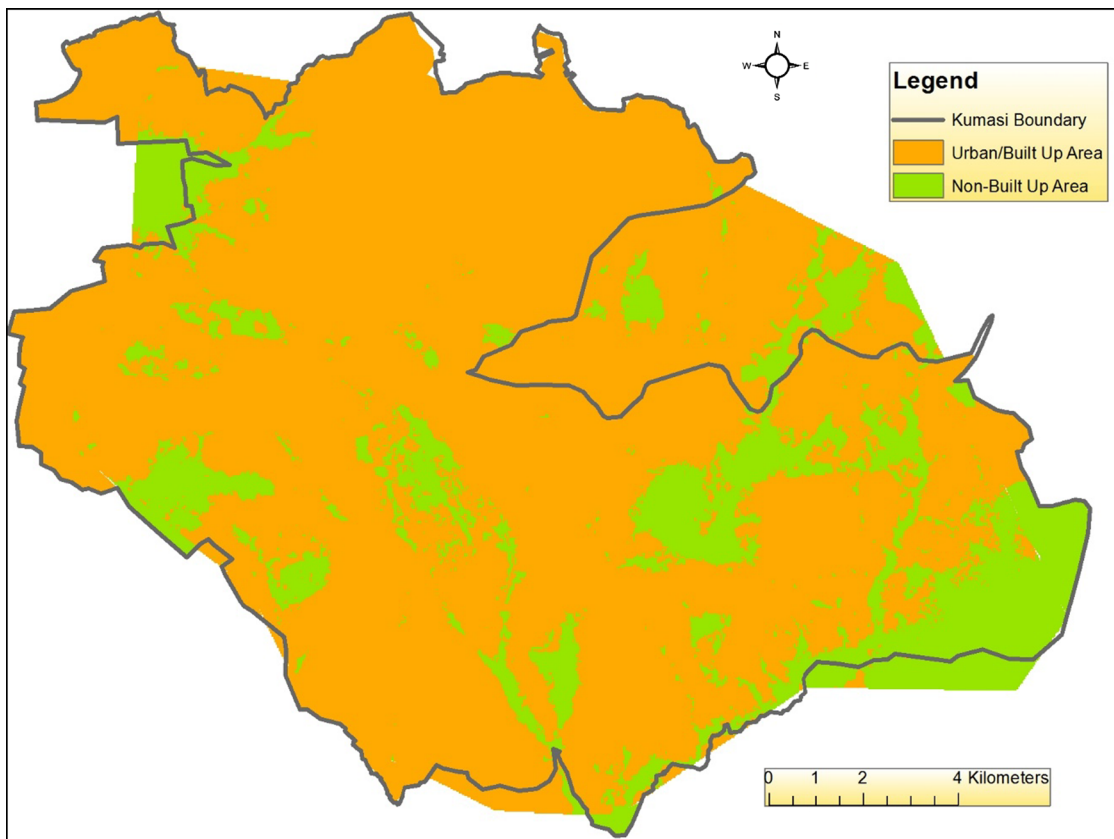 N
W E
S
Legend
Kumasi Boundary
Urban/Built Up Area
Non-Built Up Area
0 1 2 4 Kilometers